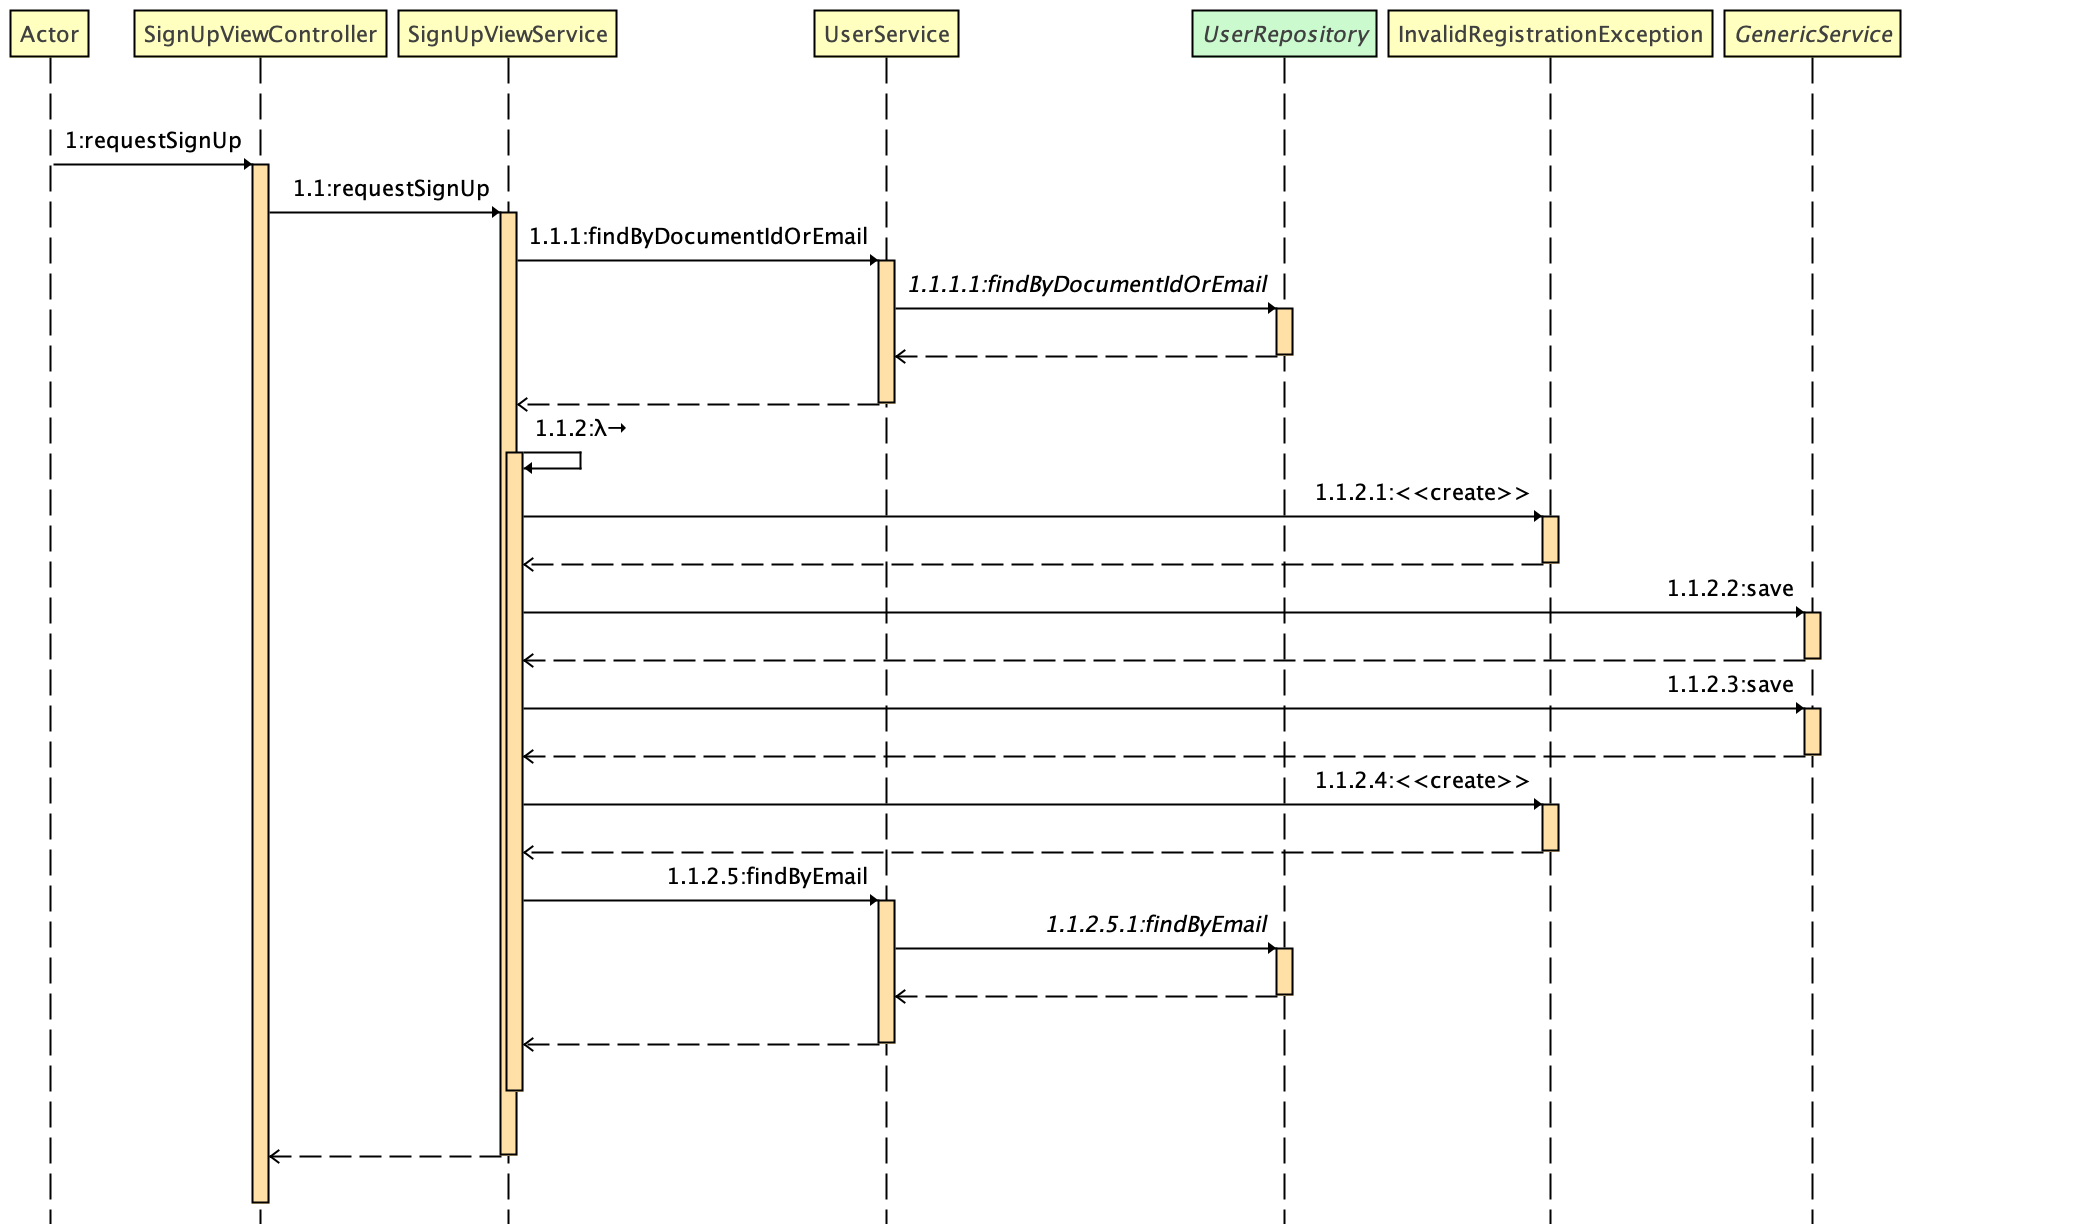 Actor
SignUpViewController
SignUpViewService
UserService
UserRepository
InvalidRegistrationException
GenericService
1:requestSignUp
1.1:requestSignUp
1.1.1:findByDocumentIdOrEmail
1.1.1.1:findByDocumentIdOrEmail
1.1.2:λ→
1.1.2.1:<<create>>
1.1.2.2:save
1.1.2.3:save
1.1.2.4:<<create>>
1.1.2.5:findByEmail
1.1.2.5.1:findByEmail